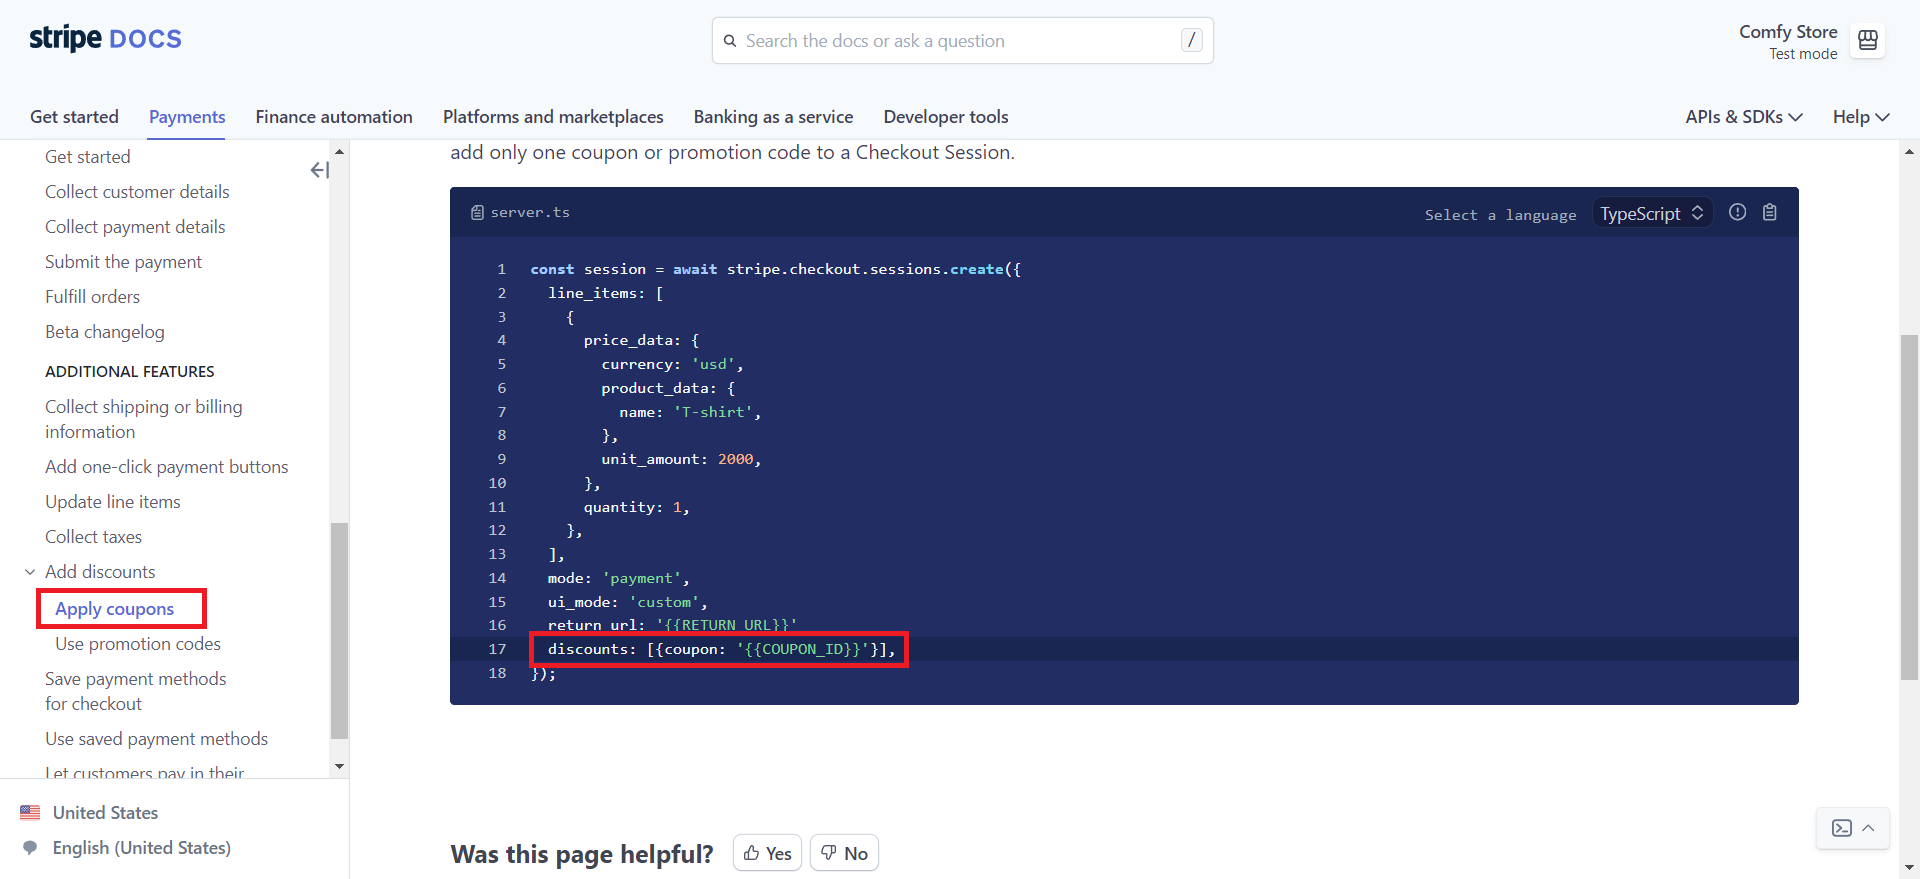 stripe DOCS
Search the docs or ask a question
/
Comfy Store
Test mode
Get started
Payments
Finance automation
Platforms and marketplaces
Banking as a service
Developer tools
APIs & SDKs
Help
Get started
Collect customer details
Collect payment details
Submit the payment
Fulfill orders
Beta changelog
ADDITIONAL FEATURES
Collect shipping or billing
information
Add one-click payment buttons
Update line items
Collect taxes
Add discounts
Apply coupons
Use promotion codes
Save payment methods
for checkout
Use saved payment methods
Let customers pay in their
United States
English (United States)
add only one coupon or promotion code to a Checkout Session.
server.ts
Select a language
TypeScript
1 const session = await stripe.checkout.sessions.create({
2 line_items: [
3 {
4 price_data: {
5 currency: 'usd',
6 product_data: {
7 name: 'T-shirt',
8 },
9 unit_amount: 2000,
10 },
11 quantity: 1,
12 },
13 ],
14 mode: 'payment',
15 ui_mode: 'custom',
16 return_url: '{{RETURN_URL}}'
17 discounts: [{coupon: '{{COUPON_ID}}'}],
18 });
Was this page helpful?
Yes
No